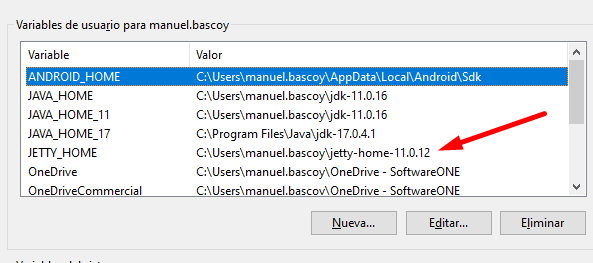 Variables de usuario para manuel.bascoy
Variable Valor
ANDROID_HOME C:\Users\manuel.bascoy\AppData\Local\Android\Sdk
JAVA_HOME C:\Users\manuel.bascoy\jdk-11.0.16
JAVA_HOME_11 C:\Users\manuel.bascoy\jdk-11.0.16
JAVA_HOME_17 C:\Program Files\Java\jdk-17.0.4.1
JETTY_HOME C:\Users\manuel.bascoy\jetty-home-11.0.12
OneDrive C:\Users\manuel.bascoy\OneDrive - SoftwareONE
OneDriveCommercial C:\Users\manuel.bascoy\OneDrive - SoftwareONE
Nueva... Editar... Eliminar